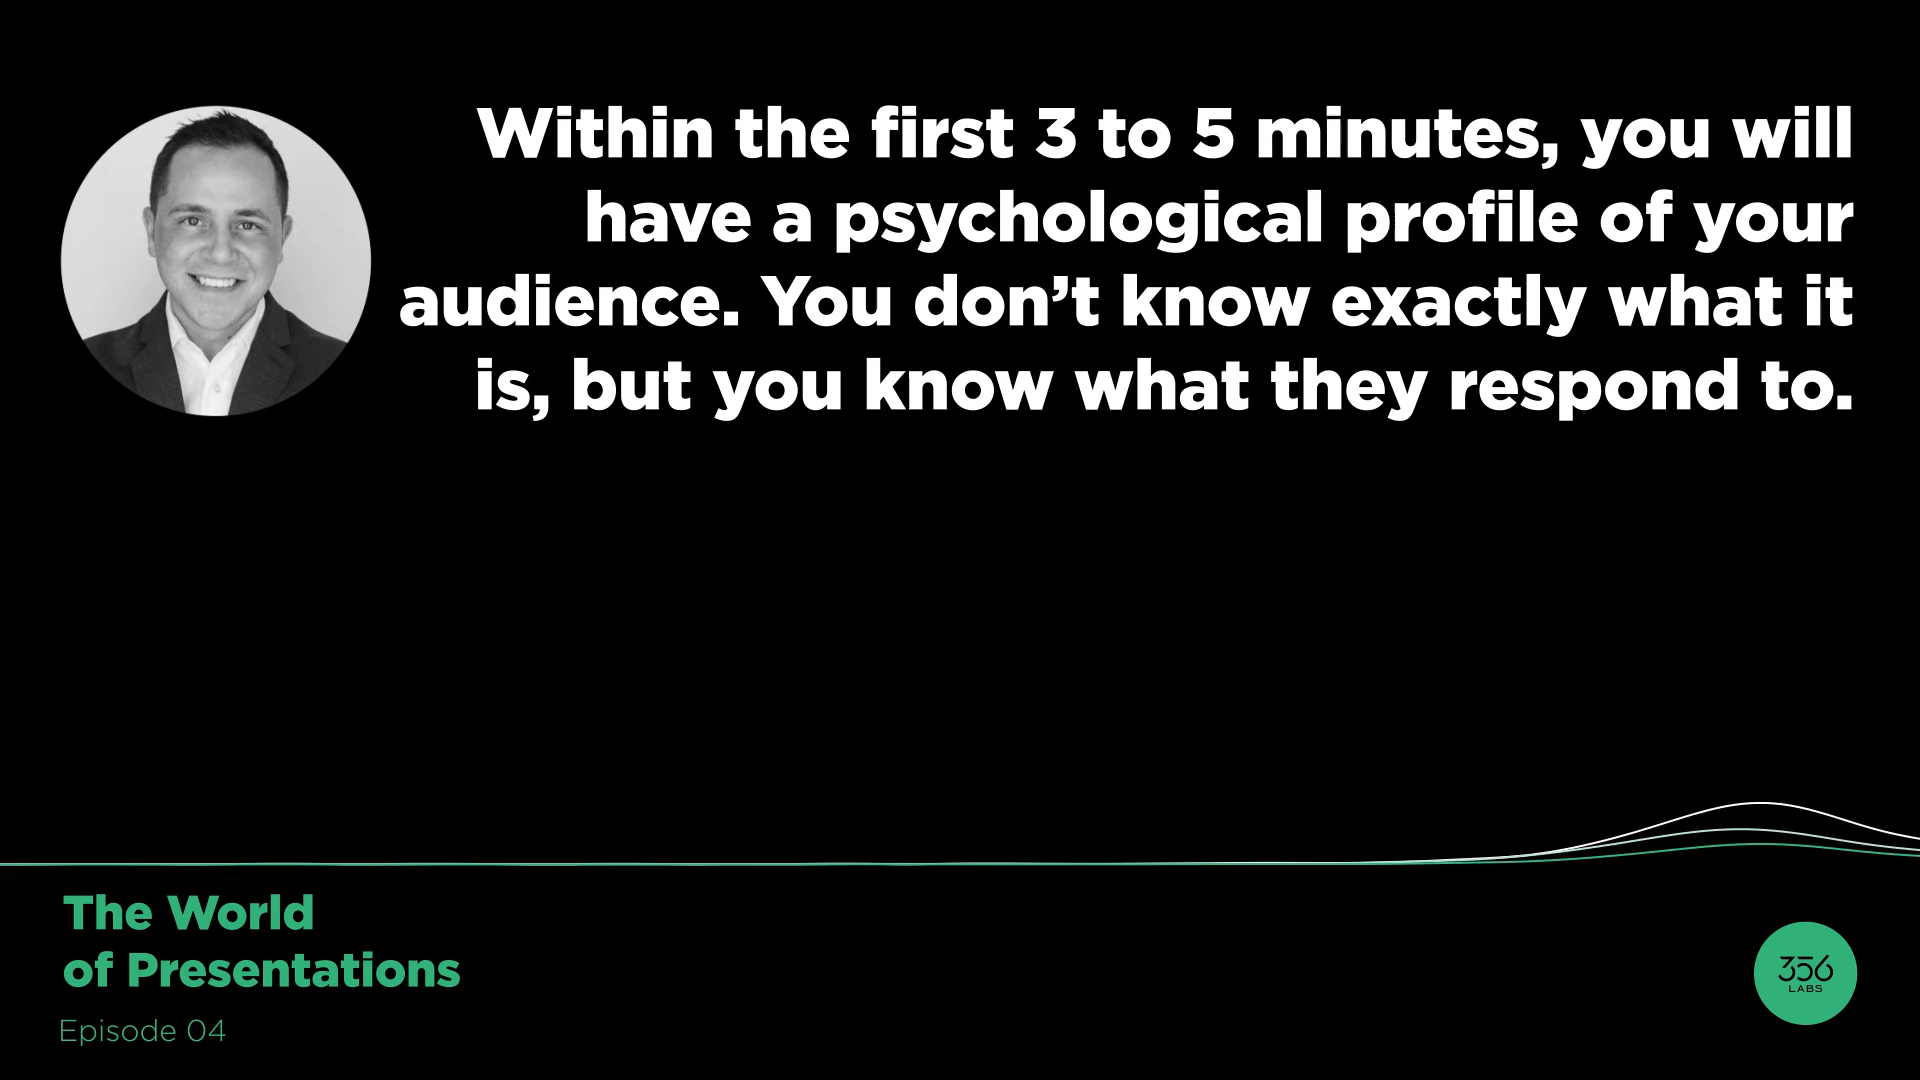 Within the first 3 to 5 minutes, you will
have a psychological profile of your
audience. You don’t know exactly what it
is, but you know what they respond to.
The World
of Presentations
Episode 04
356
LABS